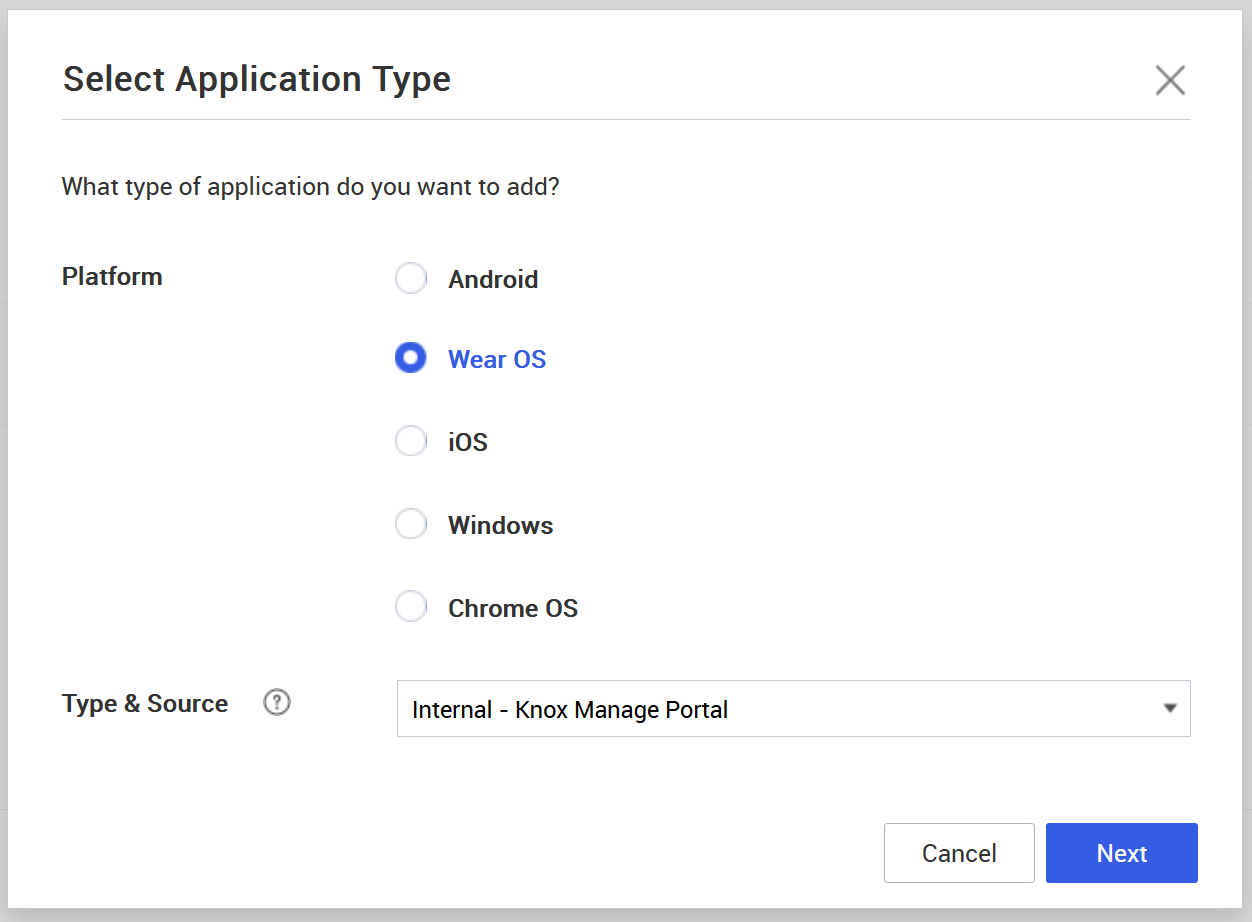 Select Application Type
What type of application do you want to add?
Platform
Android
Wear OS
iOS
Windows
Chrome OS
Type & Source ?
Internal - Knox Manage Portal
Cancel
Next